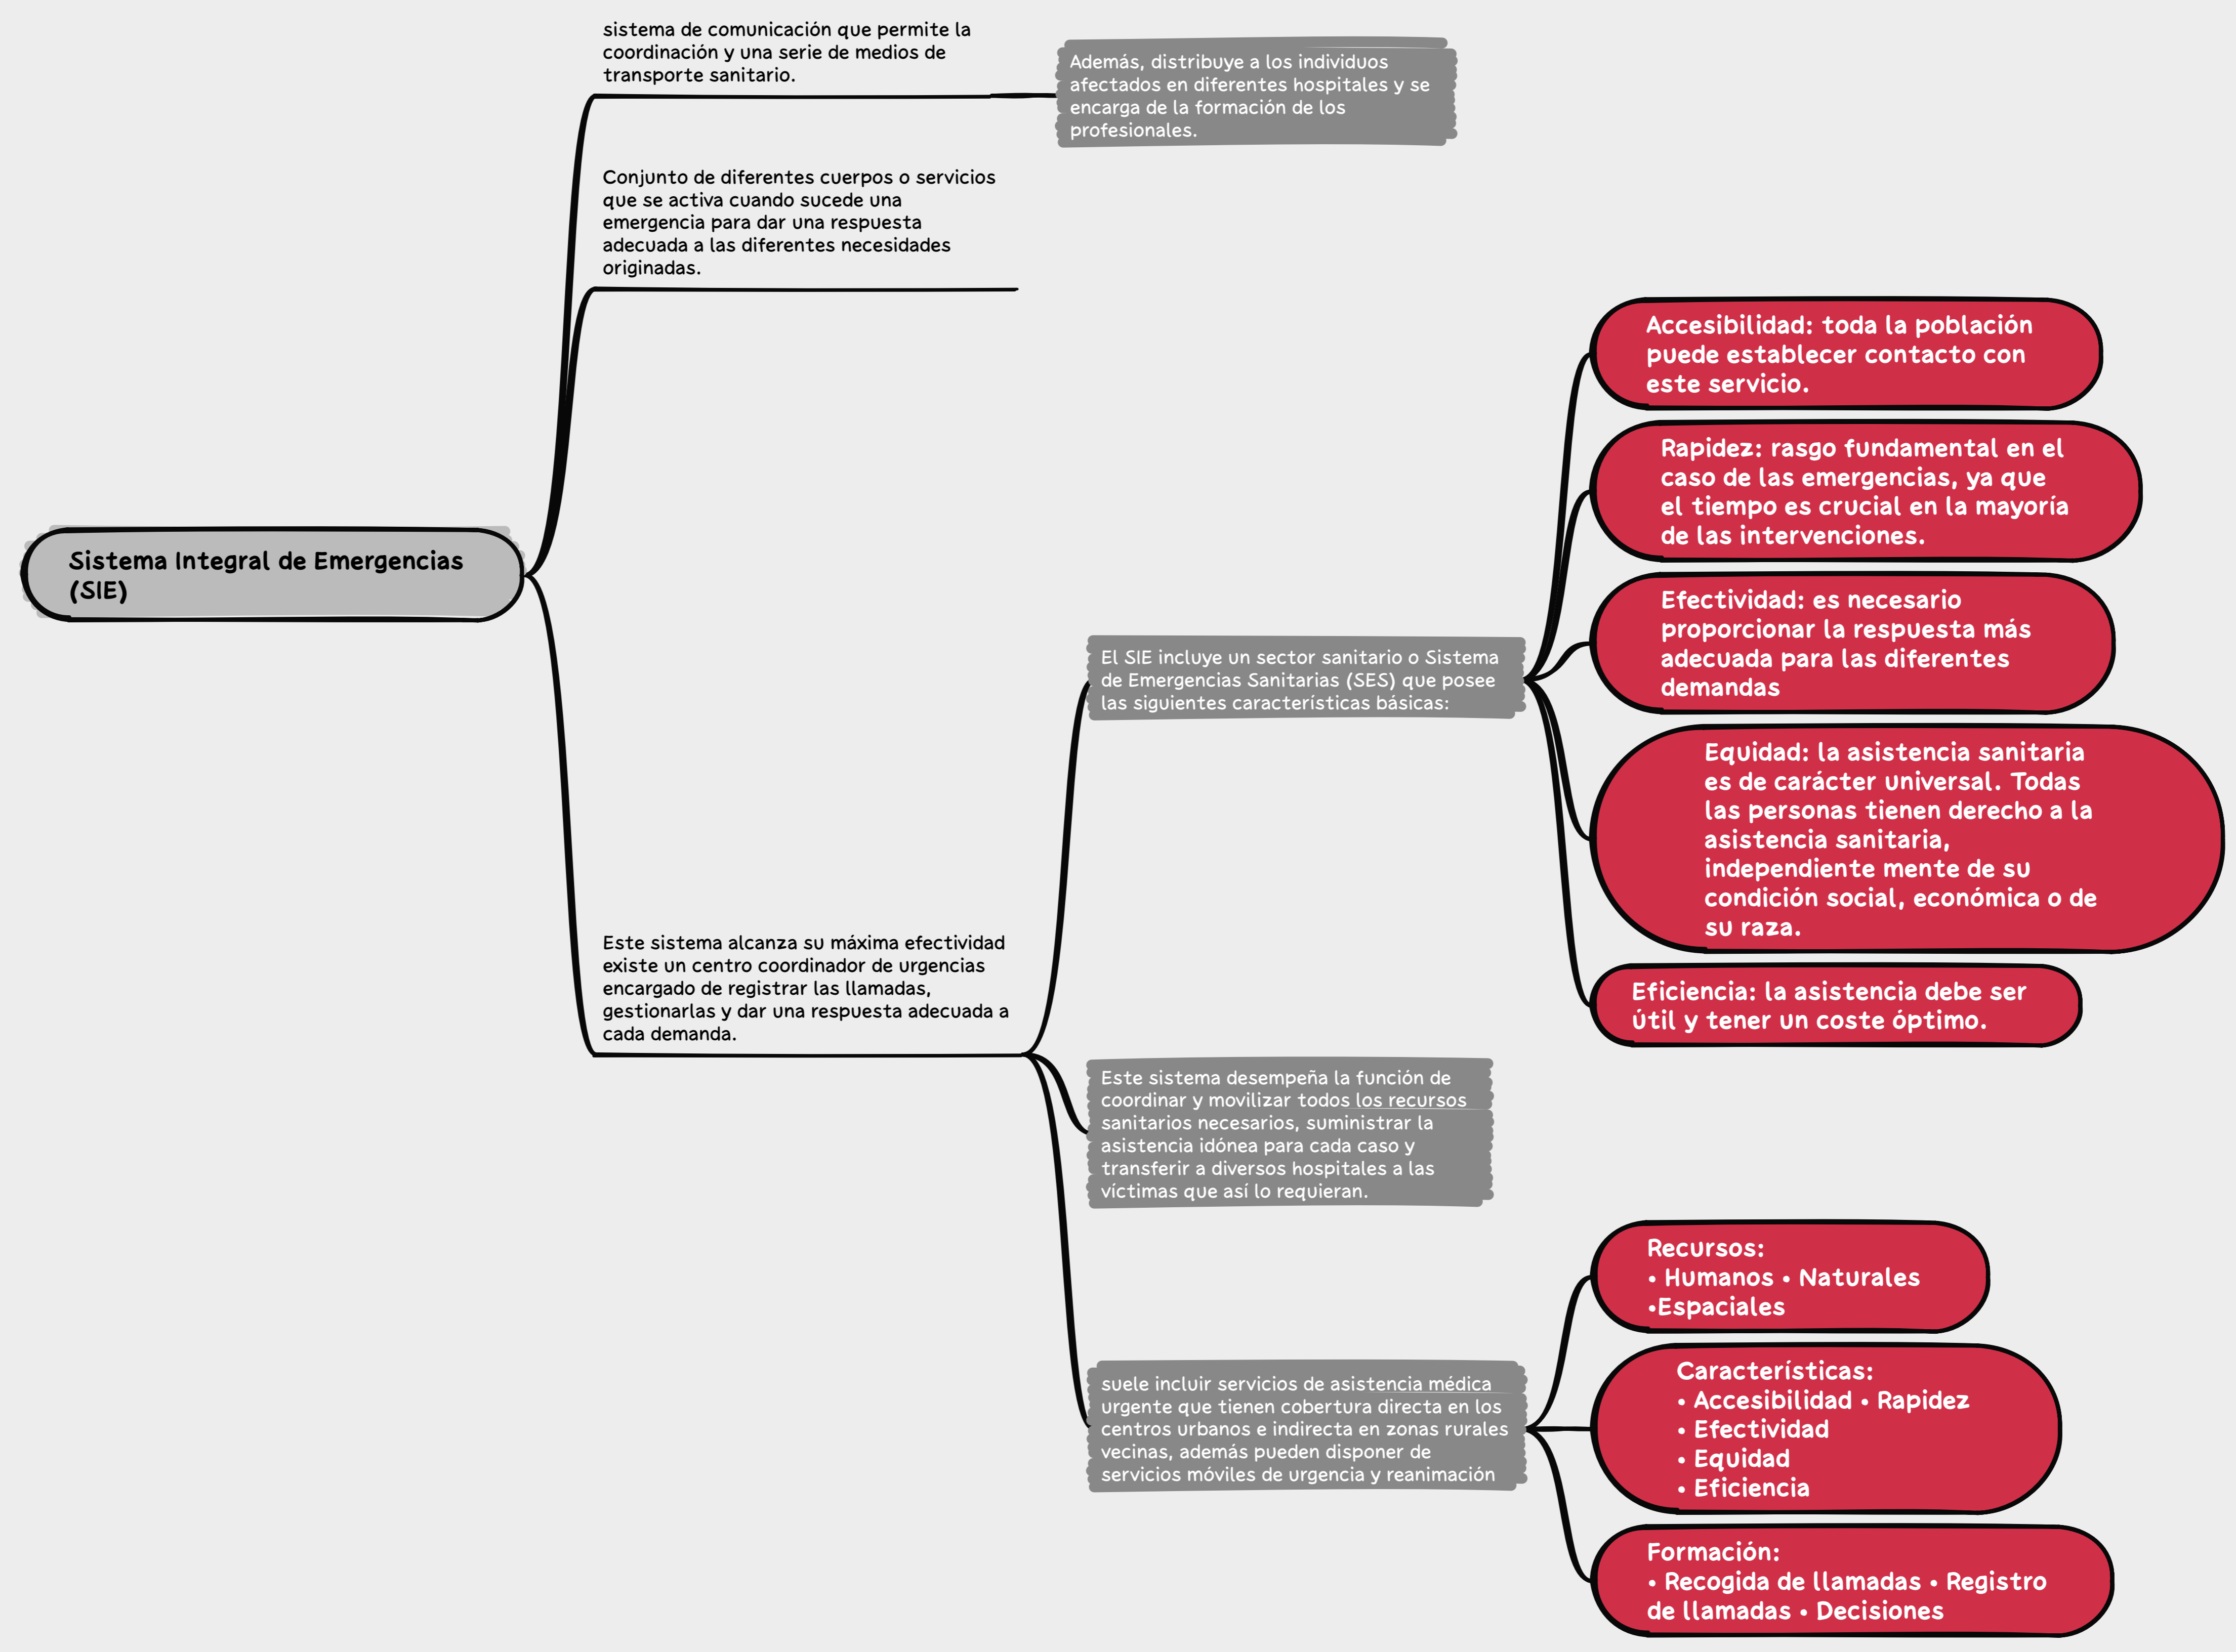 sistema de comunicación que permite la
coordinación y una serie de medios de
transporte sanitario.
Además, distribuye a los individuos
afectados en diferentes hospitales y se
encarga de la formación de los
profesionales.
Conjunto de diferentes cuerpos o servicios
que se activa cuando sucede una
emergencia para dar una respuesta
adecuada a las diferentes necesidades
originadas.
Sistema Integral de Emergencias
(SIE)
Este sistema alcanza su máxima efectividad
existe un centro coordinador de urgencias
encargado de registrar las llamadas,
gestionarlas y dar una respuesta adecuada a
cada demanda.
El SIE incluye un sector sanitario o Sistema
de Emergencias Sanitarias (SES) que posee
las siguientes características básicas:
Accesibilidad: toda la población
puede establecer contacto con
este servicio.
Rapidez: rasgo fundamental en el
caso de las emergencias, ya que
el tiempo es crucial en la mayoría
de las intervenciones.
Efectividad: es necesario
proporcionar la respuesta más
adecuada para las diferentes
demandas
Equidad: la asistencia sanitaria
es de carácter universal. Todas
las personas tienen derecho a la
asistencia sanitaria,
independiente mente de su
condición social, económica o de
su raza.
Eficiencia: la asistencia debe ser
útil y tener un coste óptimo.
Este sistema desempeña la función de
coordinar y movilizar todos los recursos
sanitarios necesarios, suministrar la
asistencia idónea para cada caso y
transferir a diversos hospitales a las
víctimas que así lo requieran.
suele incluir servicios de asistencia médica
urgente que tienen cobertura directa en los
centros urbanos e indirecta en zonas rurales
vecinas, además pueden disponer de
servicios móviles de urgencia y reanimación
Recursos:
• Humanos • Naturales
•Espaciales
Características:
• Accesibilidad • Rapidez
• Efectividad
• Equidad
• Eficiencia
Formación:
• Recogida de llamadas • Registro
de llamadas • Decisiones